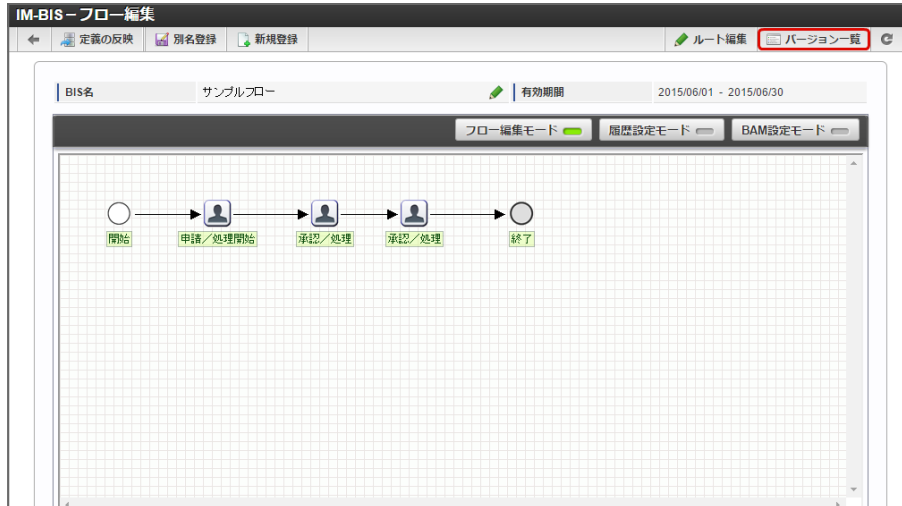 IM-BIS－フロー編集
定義の反映 別名登録 新規登録 ルート編集 バージョン一覧
BIS名 サンプルフロー 有効期間 2015/06/01 - 2015/06/30
フロー編集モード 履歴設定モード BAM設定モード
開始 申請／処理開始 承認／処理 承認／処理 終了